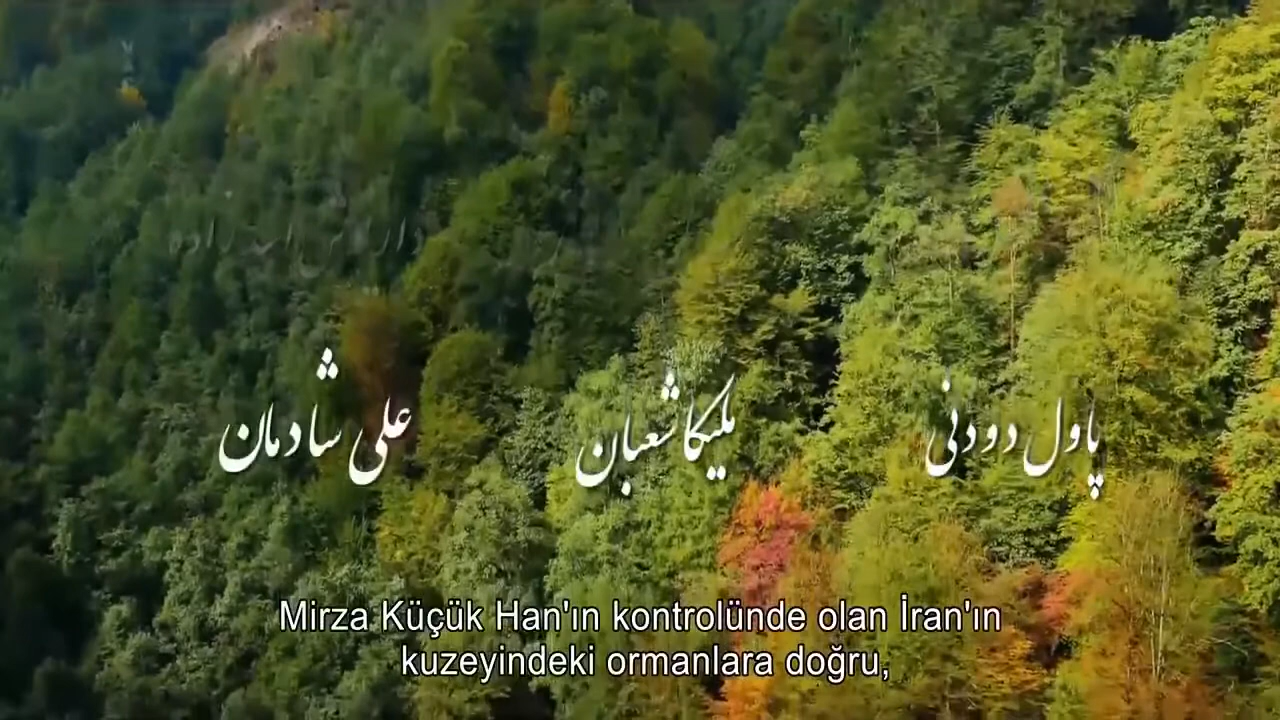 پاول دودنی
ملیکا شعبان
علی شادمان
Mirza Küçük Han'ın kontrolünde olan İran'ın
kuzeyindeki ormanlara doğru,